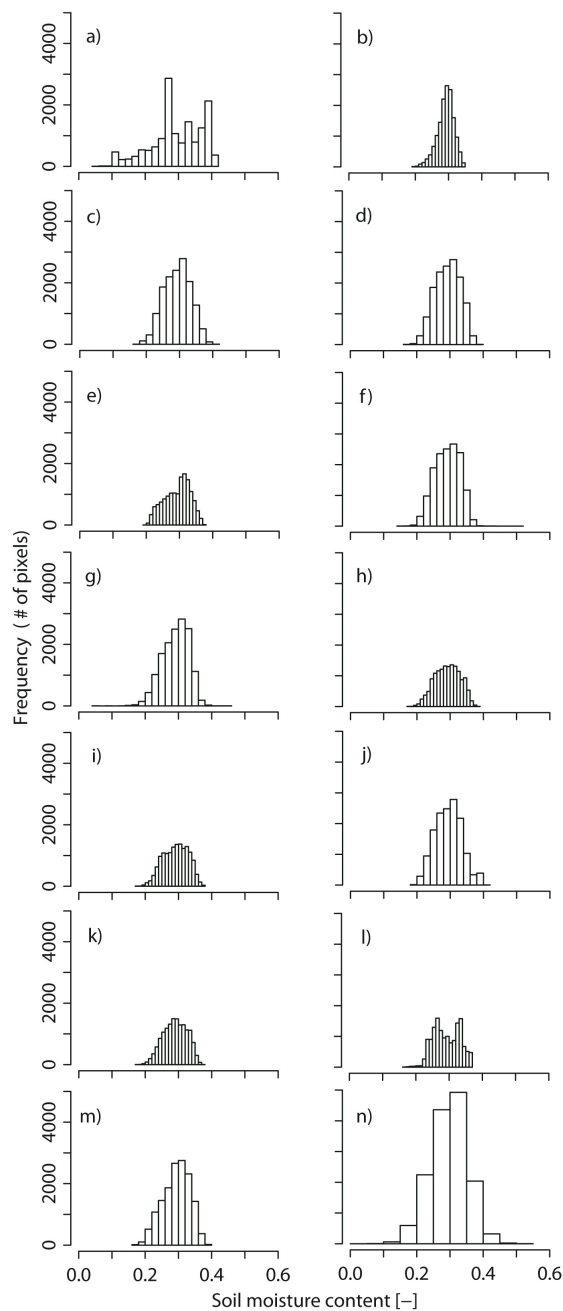 a)
b)
4000
2000
0
c)
d)
4000
2000
0
e)
f)
4000
2000
0
g)
h)
4000
2000
0
i)
j)
4000
2000
0
k)
l)
4000
2000
0
m)
n)
4000
2000
0
Frequency ( # of pixels)
0.0 0.2 0.4 0.6
0.0 0.2 0.4 0.6
Soil moisture content [−]